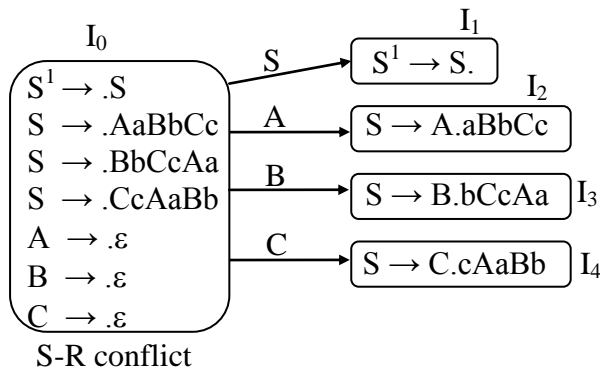 I₀
S¹ → .S
S → .AaBbCc
S → .BbCcAa
S → .CcAaBb
A → .ε
B → .ε
C → .ε
S-R conflict
S
I₁
S¹ → S.
A
I₂
S → A.aBbCc
B
S → B.bCcAa
I₃
C
S → C.cAaBb
I₄